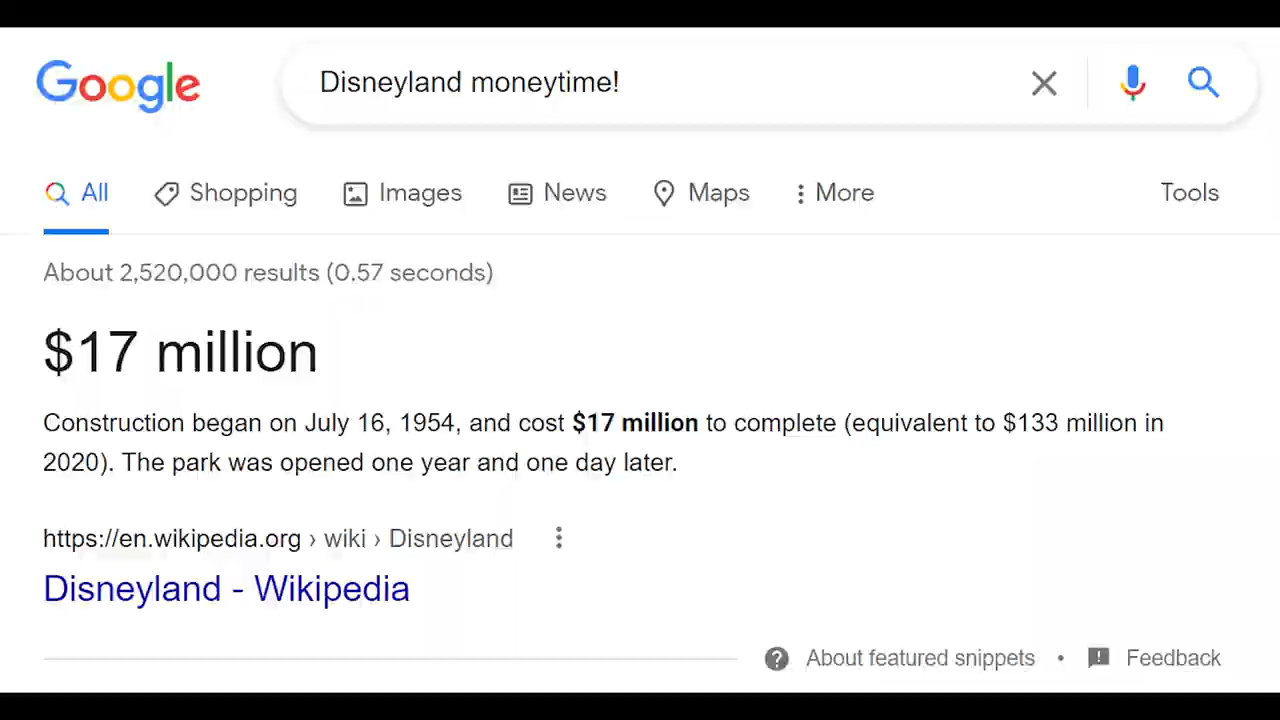 Google
Disneyland moneytime!
All Shopping Images News Maps More Tools
About 2,520,000 results (0.57 seconds)
$17 million
Construction began on July 16, 1954, and cost $17 million to complete (equivalent to $133 million in
2020). The park was opened one year and one day later.
https://en.wikipedia.org › wiki › Disneyland
Disneyland - Wikipedia
About featured snippets • Feedback